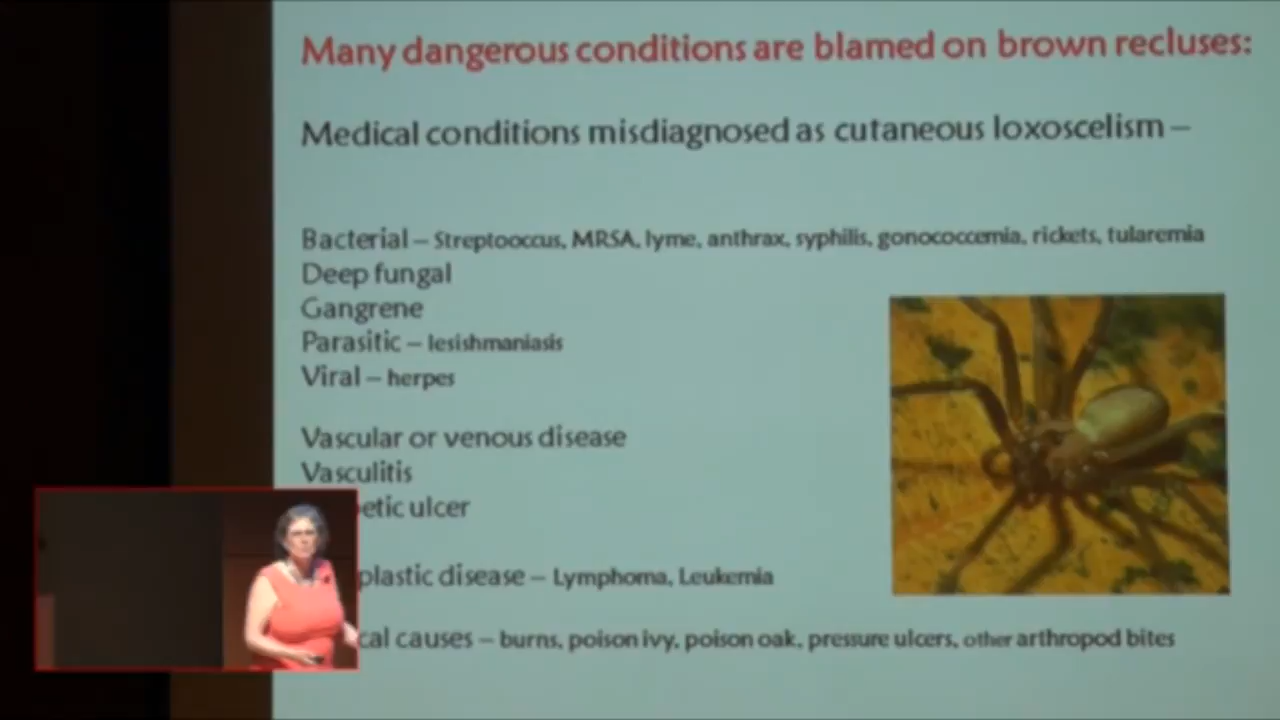 Many dangerous conditions are blamed on brown recluses:
Medical conditions misdiagnosed as cutaneous loxoscelism –
Bacterial – Streptooccus, MRSA, lyme, anthrax, syphilis, gonococcemia, rickets, tularemia
Deep fungal
Gangrene
Parasitic – lesishmaniasis
Viral – herpes
Vascular or venous disease
Vasculitis
etic ulcer
plastic disease – Lymphoma, Leukemia
cal causes – burns, poison ivy, poison oak, pressure ulcers, other arthropod bites